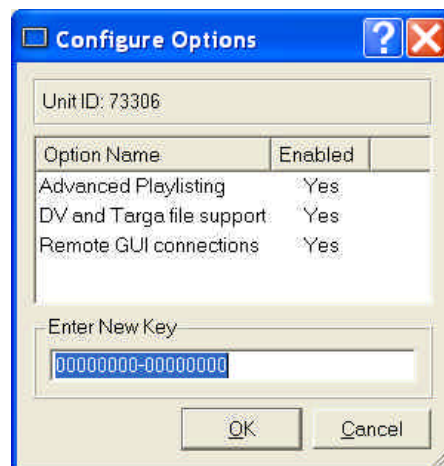 Configure Options
Unit ID: 73306
Option Name Enabled
Advanced Playlisting Yes
DV and Targa file support Yes
Remote GUI connections Yes
Enter New Key
00000000-00000000
OK Cancel